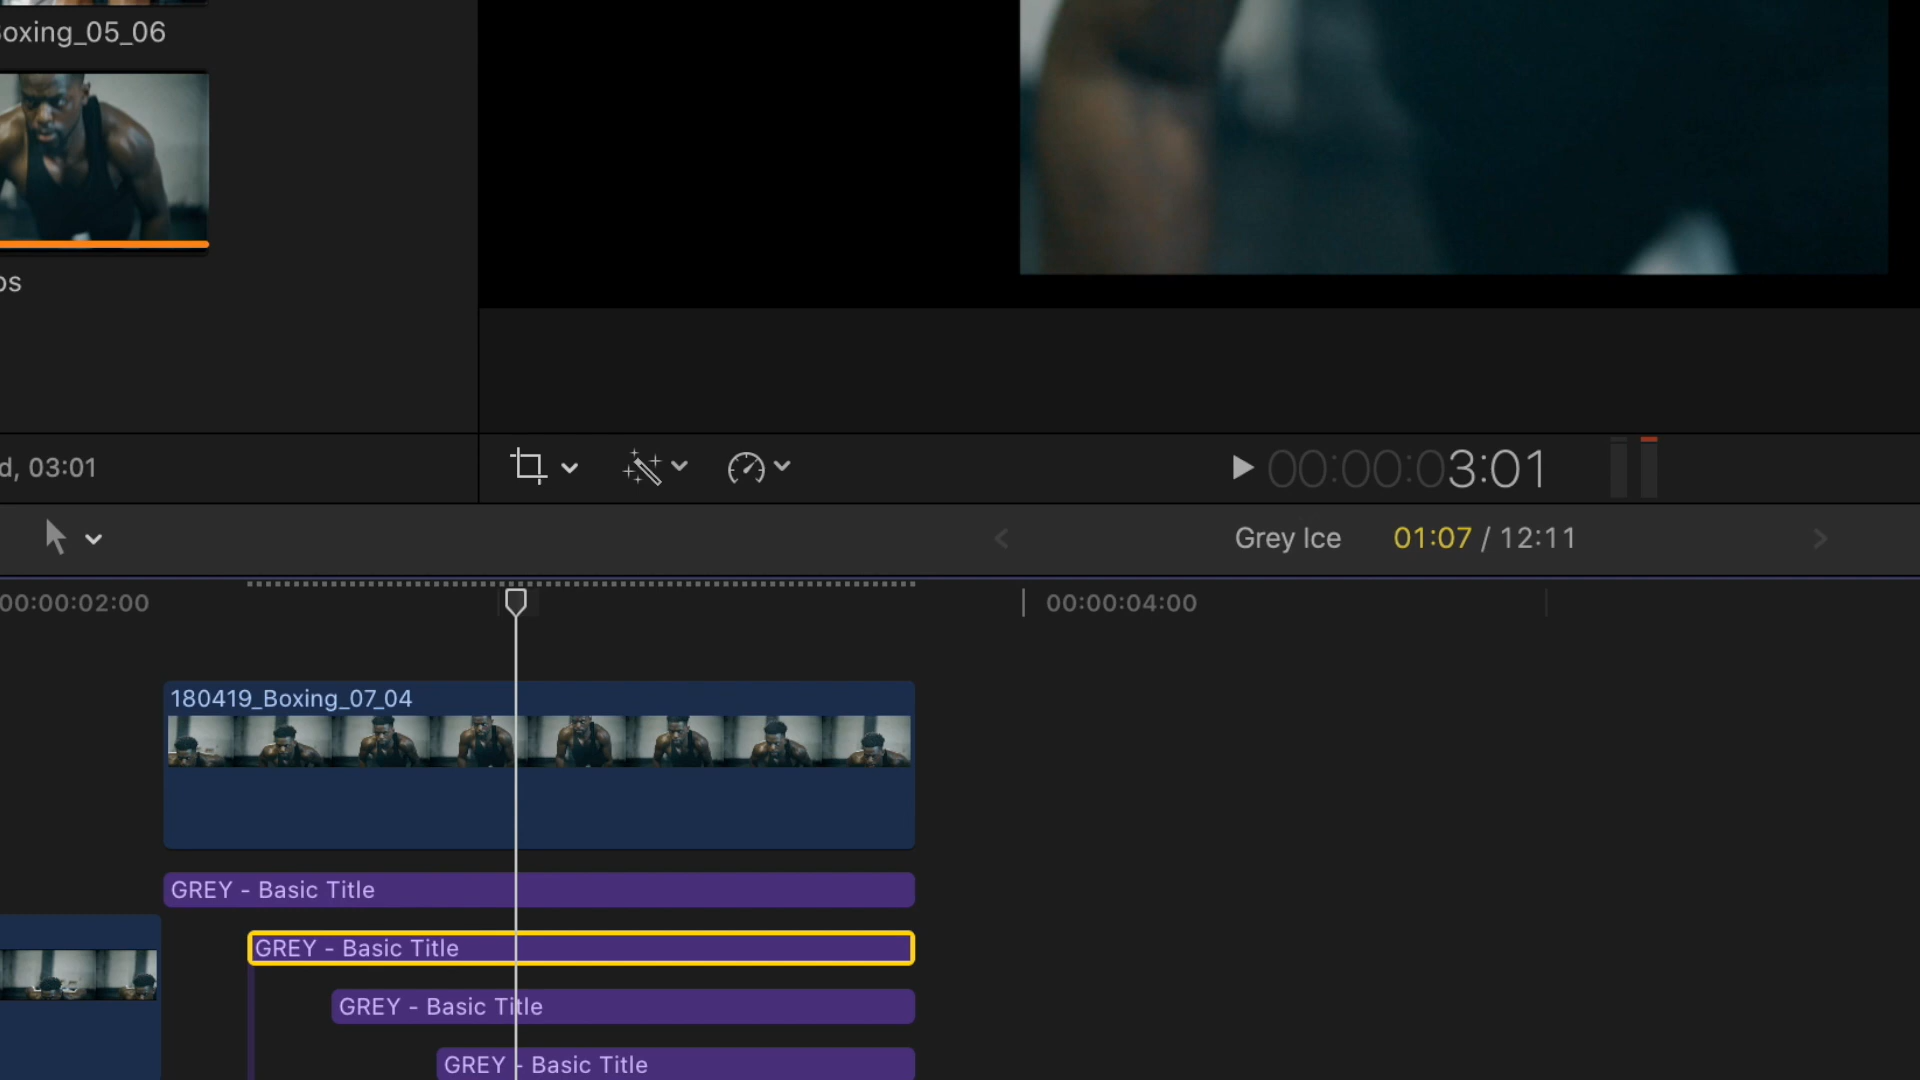 oxing_05_06
os
d, 03:01
00:00:03:01
Grey Ice 01:07 / 12:11
00:00:02:00
00:00:04:00
180419_Boxing_07_04
GREY - Basic Title
GREY - Basic Title
GREY - Basic Title
GREY - Basic Title